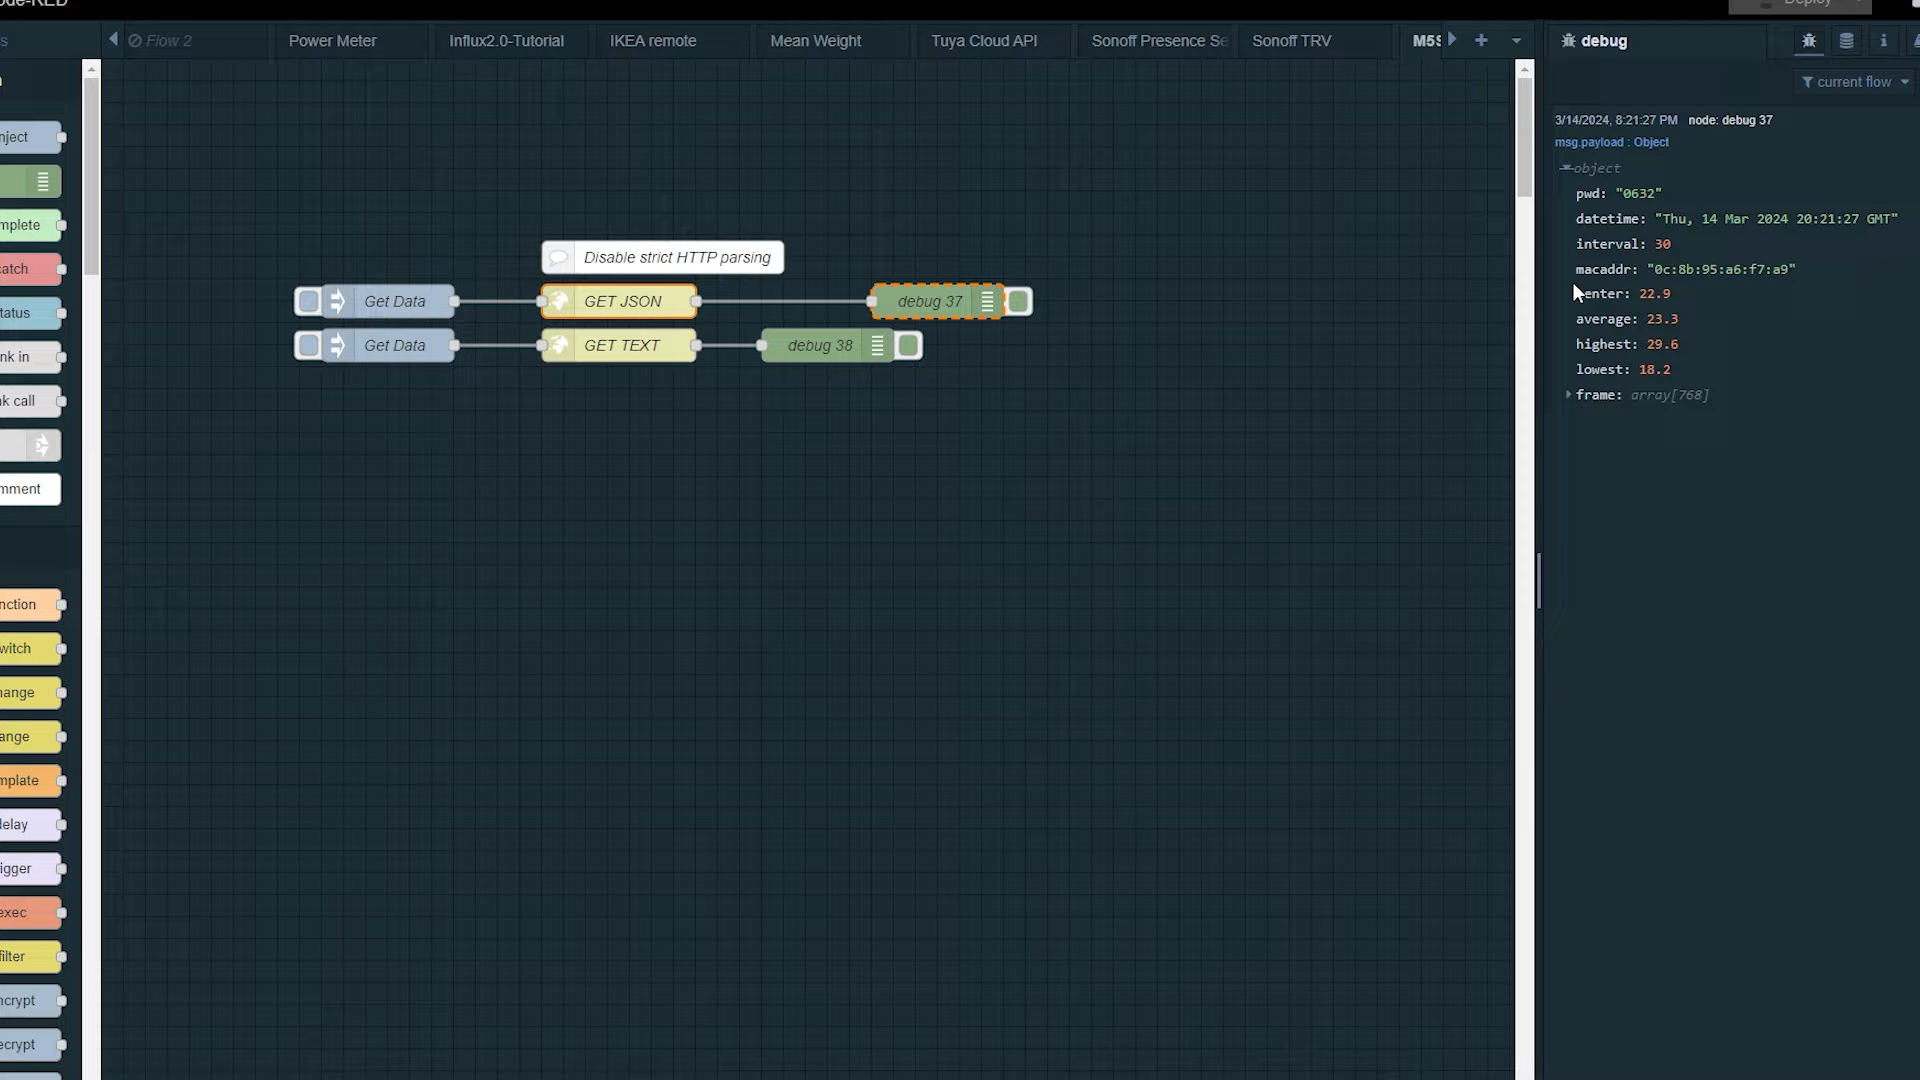 ode-RED
Deploy
s
Flow 2
Power Meter
Influx2.0-Tutorial
IKEA remote
Mean Weight
Tuya Cloud API
Sonoff Presence Se
Sonoff TRV
M5S
+
debug
i
current flow
3/14/2024, 8:21:27 PM node: debug 37
msg.payload : Object
object
pwd: "0632"
datetime: "Thu, 14 Mar 2024 20:21:27 GMT"
interval: 30
macaddr: "0c:8b:95:a6:f7:a9"
enter: 22.9
average: 23.3
highest: 29.6
lowest: 18.2
frame: array[768]
Disable strict HTTP parsing
Get Data
GET JSON
debug 37
Get Data
GET TEXT
debug 38
nject
mplete
atch
tatus
nk in
k call
mment
nction
witch
hange
ange
mplate
delay
igger
exec
filter
ncrypt
ecrypt